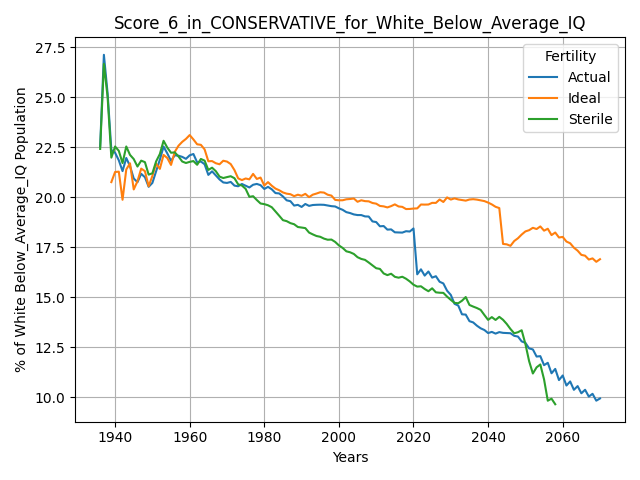 Score_6_in_CONSERVATIVE_for_White_Below_Average_IQ
% of White Below_Average_IQ Population
27.5
25.0
22.5
20.0
17.5
15.0
12.5
10.0
Fertility
Actual
Ideal
Sterile
1940 1960 1980 2000 2020 2040 2060
Years